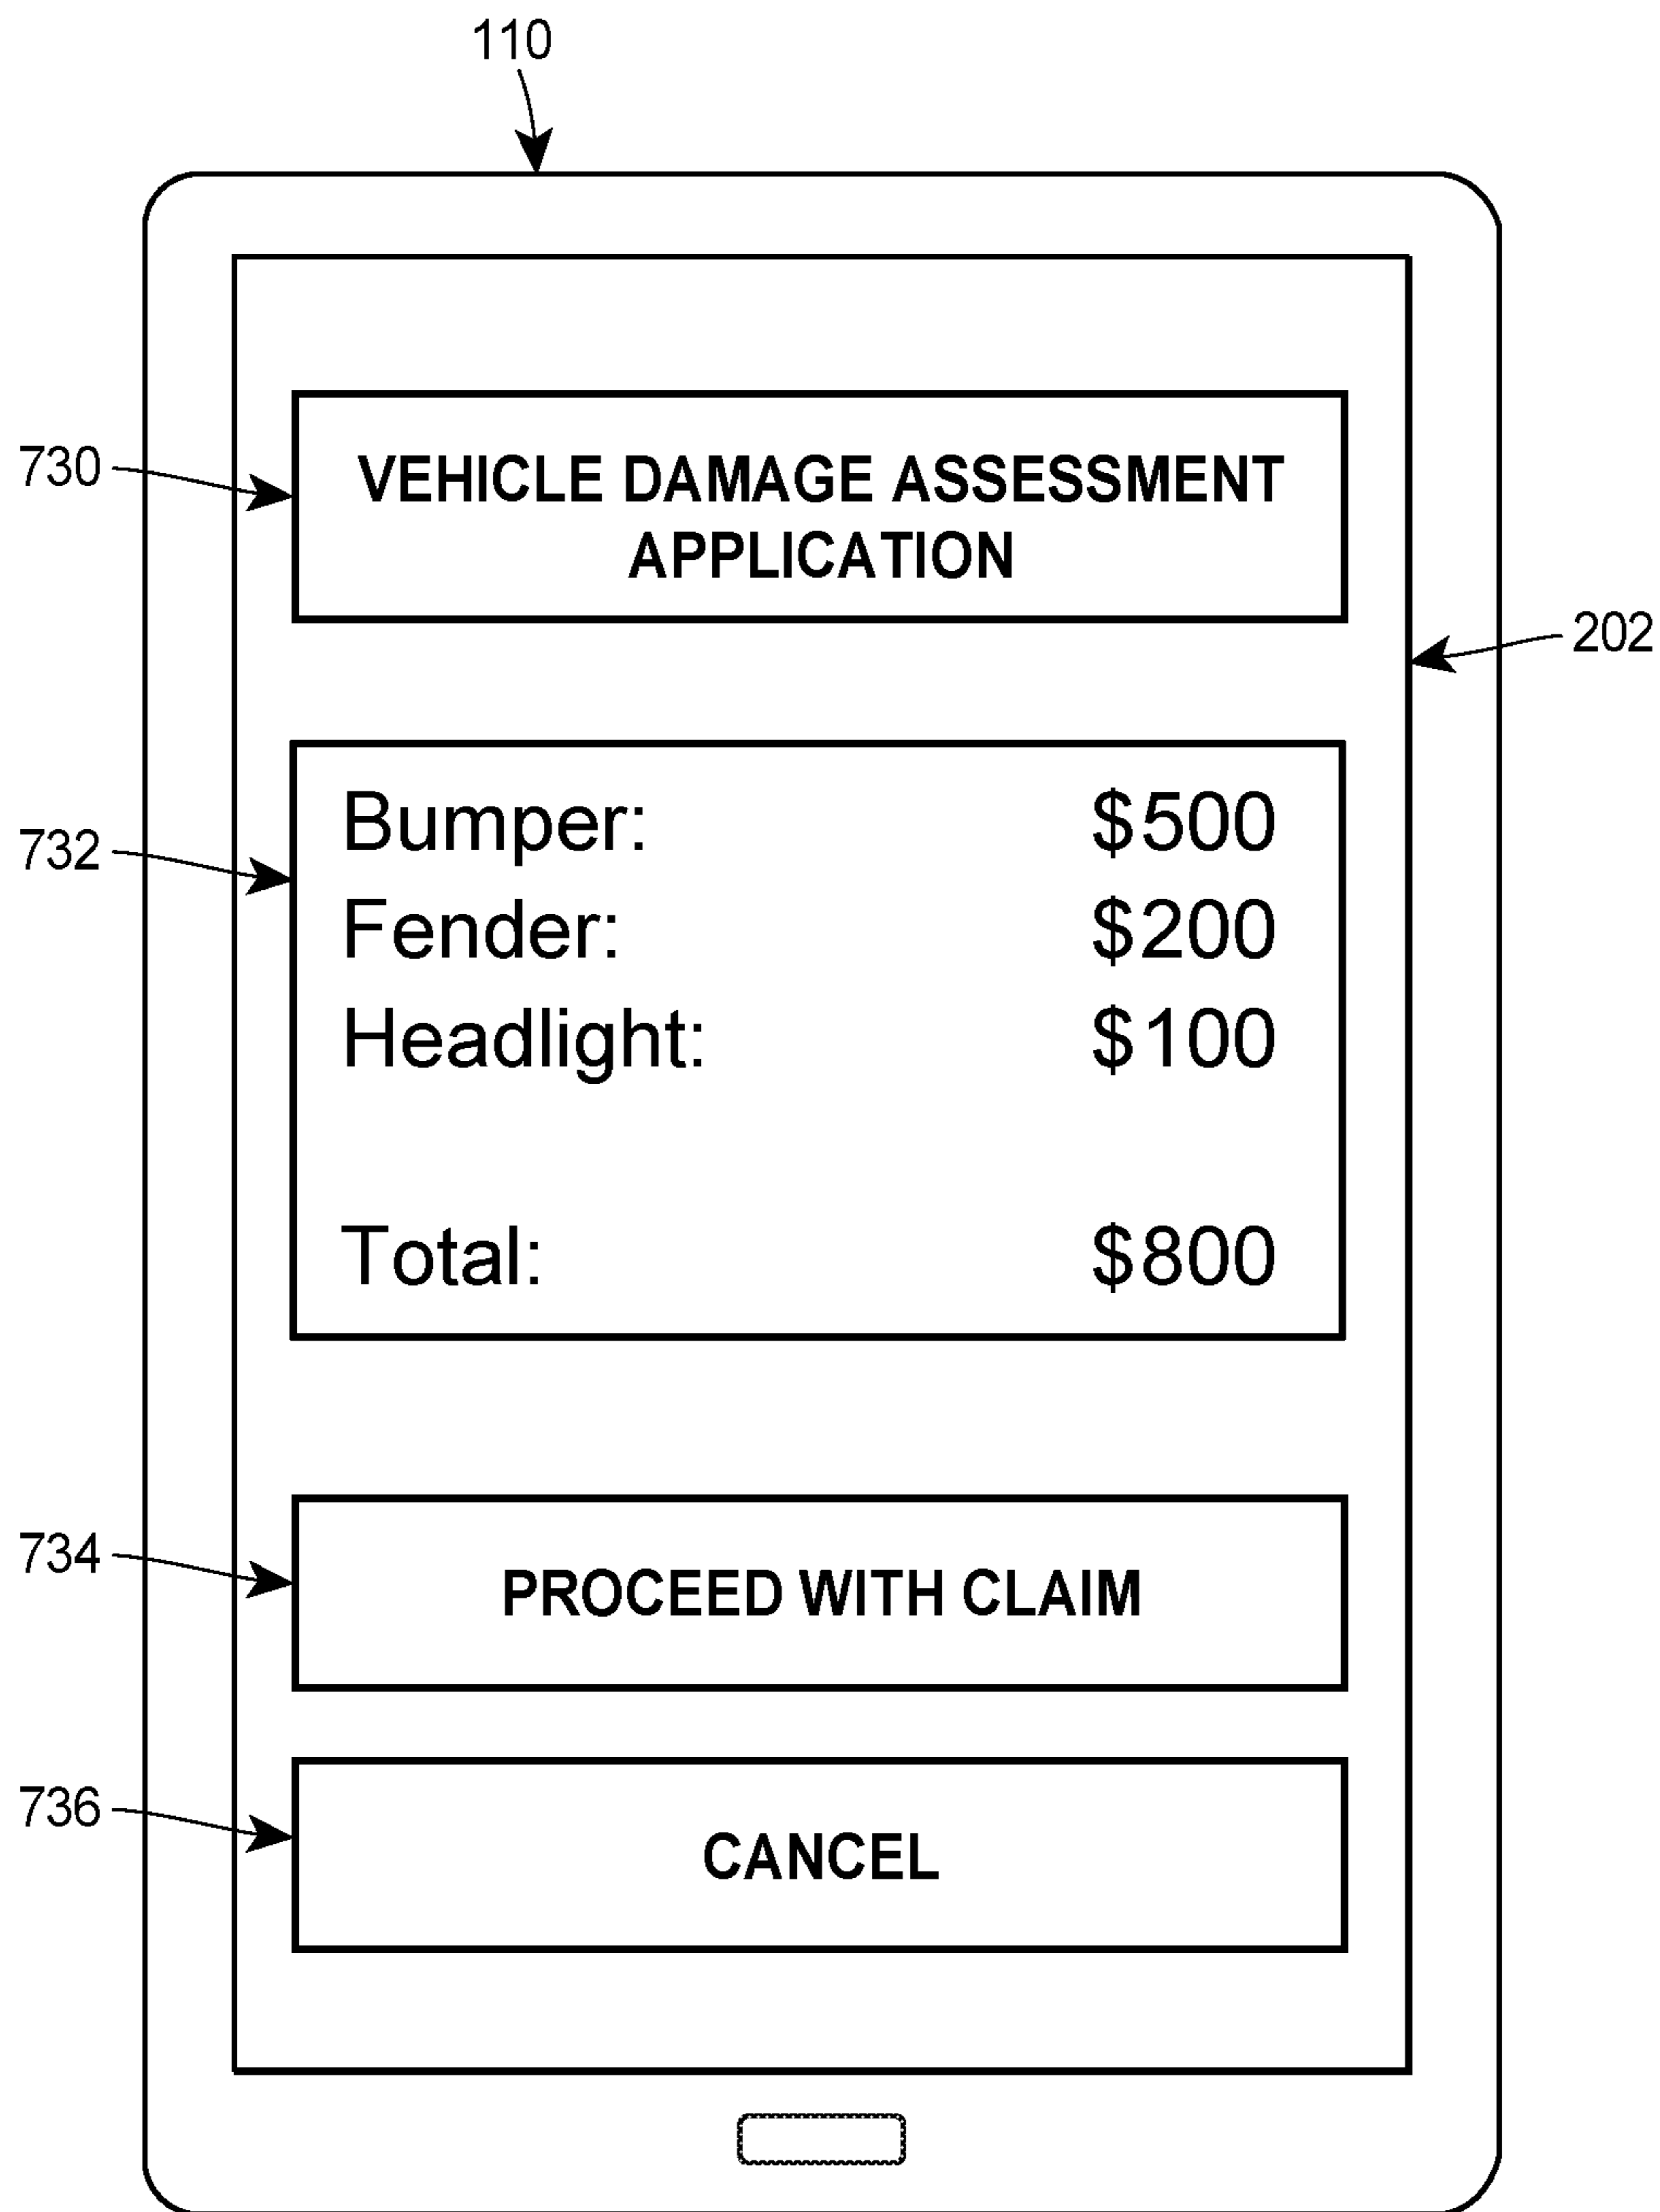 110
730
VEHICLE DAMAGE ASSESSMENT
APPLICATION
202
732
Bumper: $500
Fender: $200
Headlight: $100
Total: $800
734
PROCEED WITH CLAIM
736
CANCEL